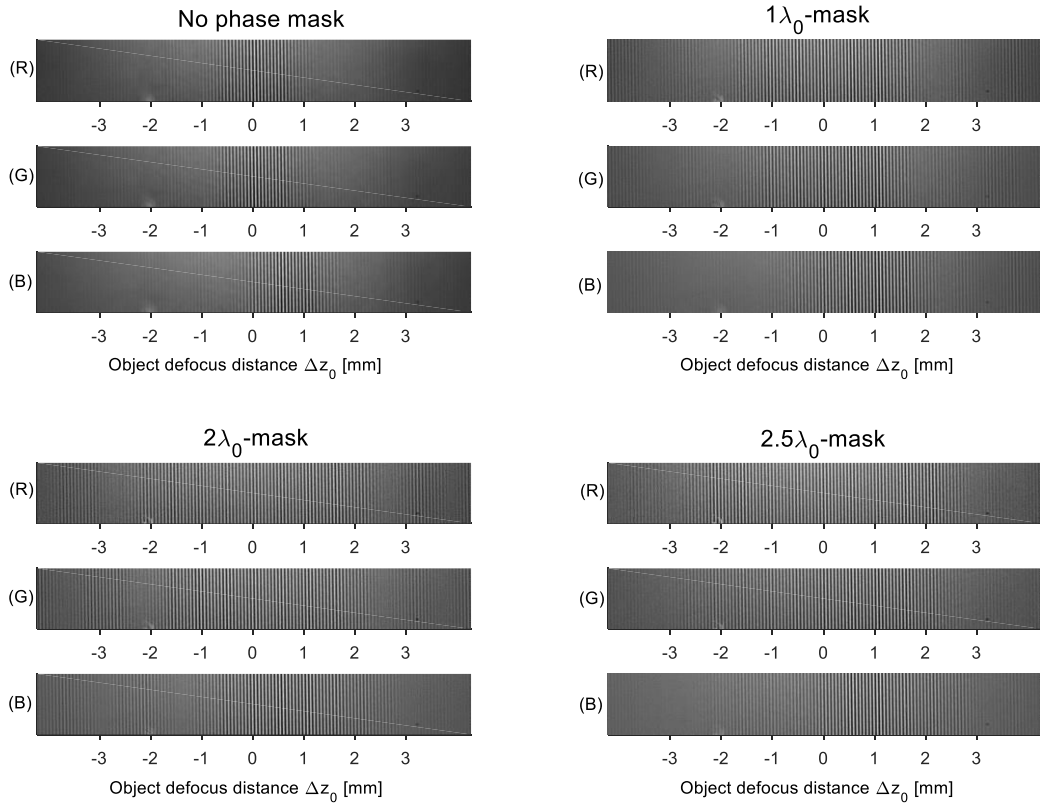 No phase mask
(R)
-3 -2 -1 0 1 2 3
(G)
-3 -2 -1 0 1 2 3
(B)
-3 -2 -1 0 1 2 3
Object defocus distance Δz₀ [mm]
1λ₀-mask
(R)
-3 -2 -1 0 1 2 3
(G)
-3 -2 -1 0 1 2 3
(B)
-3 -2 -1 0 1 2 3
Object defocus distance Δz₀ [mm]
2λ₀-mask
(R)
-3 -2 -1 0 1 2 3
(G)
-3 -2 -1 0 1 2 3
(B)
-3 -2 -1 0 1 2 3
Object defocus distance Δz₀ [mm]
2.5λ₀-mask
(R)
-3 -2 -1 0 1 2 3
(G)
-3 -2 -1 0 1 2 3
(B)
-3 -2 -1 0 1 2 3
Object defocus distance Δz₀ [mm]